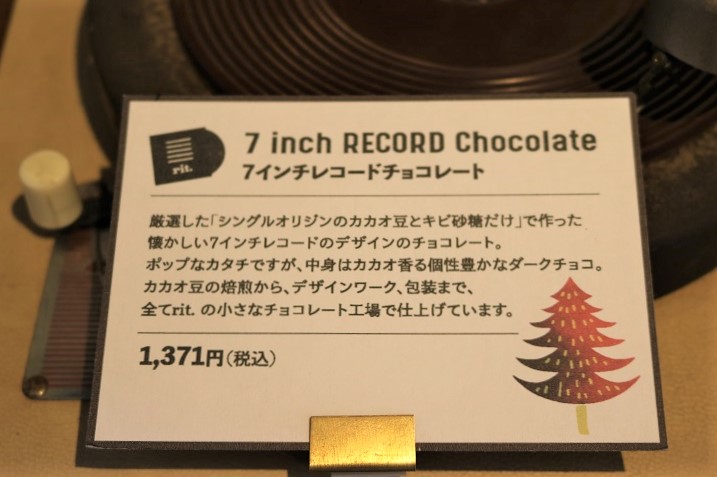 rit.
7 inch RECORD Chocolate
7インチレコードチョコレート
厳選した「シングルオリジンのカカオ豆とキビ砂糖だけ」で作った
懐かしい7インチレコードのデザインのチョコレート。
ポップなカタチですが、中身はカカオ香る個性豊かなダークチョコ。
カカオ豆の焙煎から、デザインワーク、包装まで、
全てrit. の小さなチョコレート工場で仕上げています。
1,371円(税込)